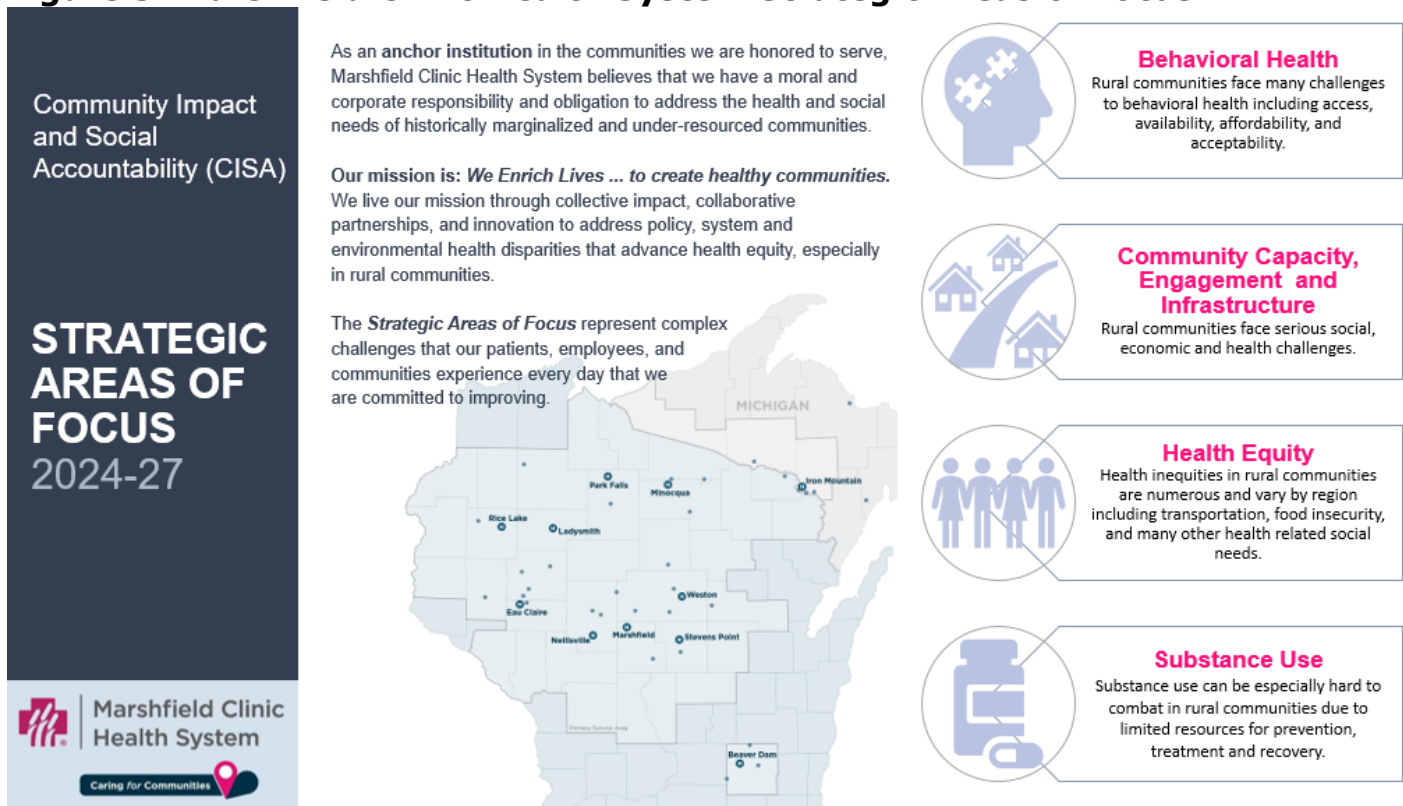 Community Impact
and Social
Accountability (CISA)
STRATEGIC
AREAS OF
FOCUS
2024-27
Marshfield Clinic
Health System
Caring for Communities
As an anchor institution in the communities we are honored to serve,
Marshfield Clinic Health System believes that we have a moral and
corporate responsibility and obligation to address the health and social
needs of historically marginalized and under-resourced communities.
Our mission is: We Enrich Lives ... to create healthy communities.
We live our mission through collective impact, collaborative
partnerships, and innovation to address policy, system and
environmental health disparities that advance health equity, especially
in rural communities.
The Strategic Areas of Focus represent complex
challenges that our patients, employees, and
communities experience every day that we
are committed to improving.
MICHIGAN
Park Falls
Minocqua
Iron Mountain
Rice Lake
Ladysmith
Eau Claire
Weston
Neillsville
Marshfield
Stevens Point
Primary Service Area
Beaver Dam
Behavioral Health
Rural communities face many challenges
to behavioral health including access,
availability, affordability, and
acceptability.
Community Capacity,
Engagement and
Infrastructure
Rural communities face serious social,
economic and health challenges.
Health Equity
Health inequities in rural communities
are numerous and vary by region
including transportation, food insecurity,
and many other health related social
needs.
Substance Use
Substance use can be especially hard to
combat in rural communities due to
limited resources for prevention,
treatment and recovery.